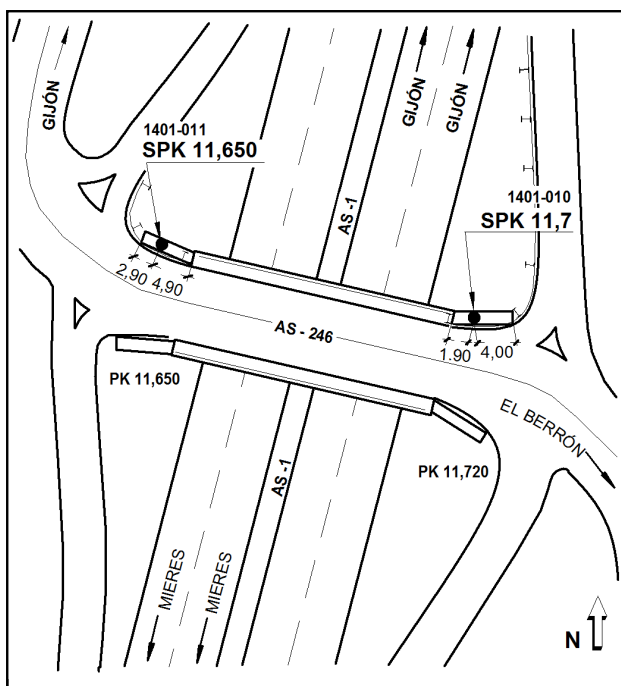 GIJÓN
GIJÓN
GIJÓN
1401-011
SPK 11,650
AS -1
1401-010
SPK 11,7
2,90
4,90
1.90
4,00
AS - 246
PK 11,650
EL BERRÓN
PK 11,720
AS -1
MIERES
MIERES
N